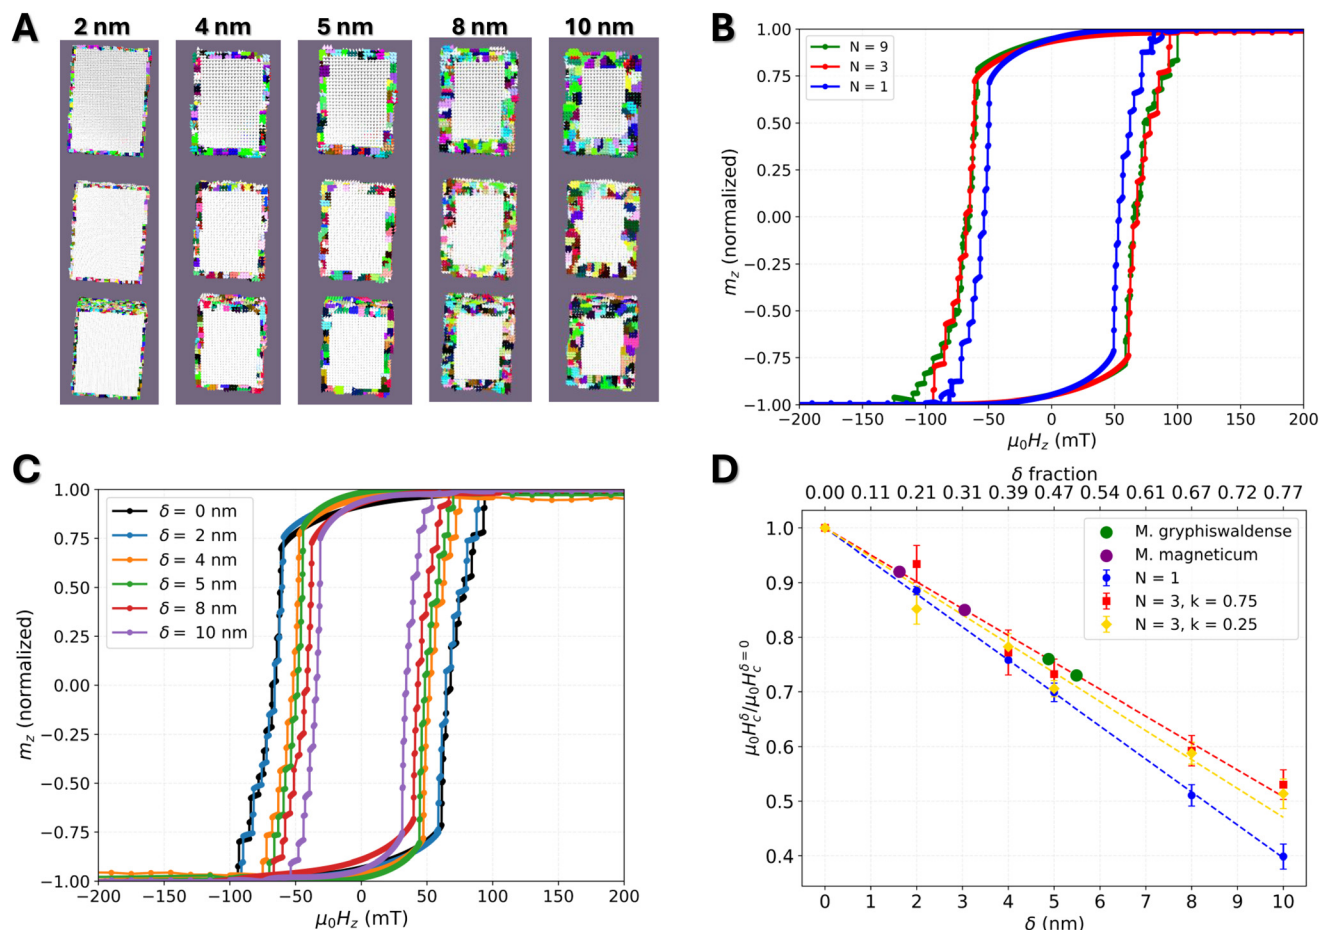 A
2 nm 4 nm 5 nm 8 nm 10 nm
B
1.00
0.75
0.50
0.25
0.00
−0.25
−0.50
−0.75
−1.00
m_z (normalized)
N = 9
N = 3
N = 1
−200 −150 −100 −50 0 50 100 150 200
μ₀H_z (mT)
C
1.00
0.75
0.50
0.25
0.00
−0.25
−0.50
−0.75
−1.00
m_z (normalized)
δ = 0 nm
δ = 2 nm
δ = 4 nm
δ = 5 nm
δ = 8 nm
δ = 10 nm
−200 −150 −100 −50 0 50 100 150 200
μ₀H_z (mT)
D
δ fraction
0.00 0.11 0.21 0.31 0.39 0.47 0.54 0.61 0.67 0.72 0.77
1.0
0.9
0.8
0.7
0.6
0.5
0.4
μ₀H_c^δ/μ₀H_c^{δ=0}
M. gryphiswaldense
M. magneticum
N = 1
N = 3, k = 0.75
N = 3, k = 0.25
0 1 2 3 4 5 6 7 8 9 10
δ (nm)